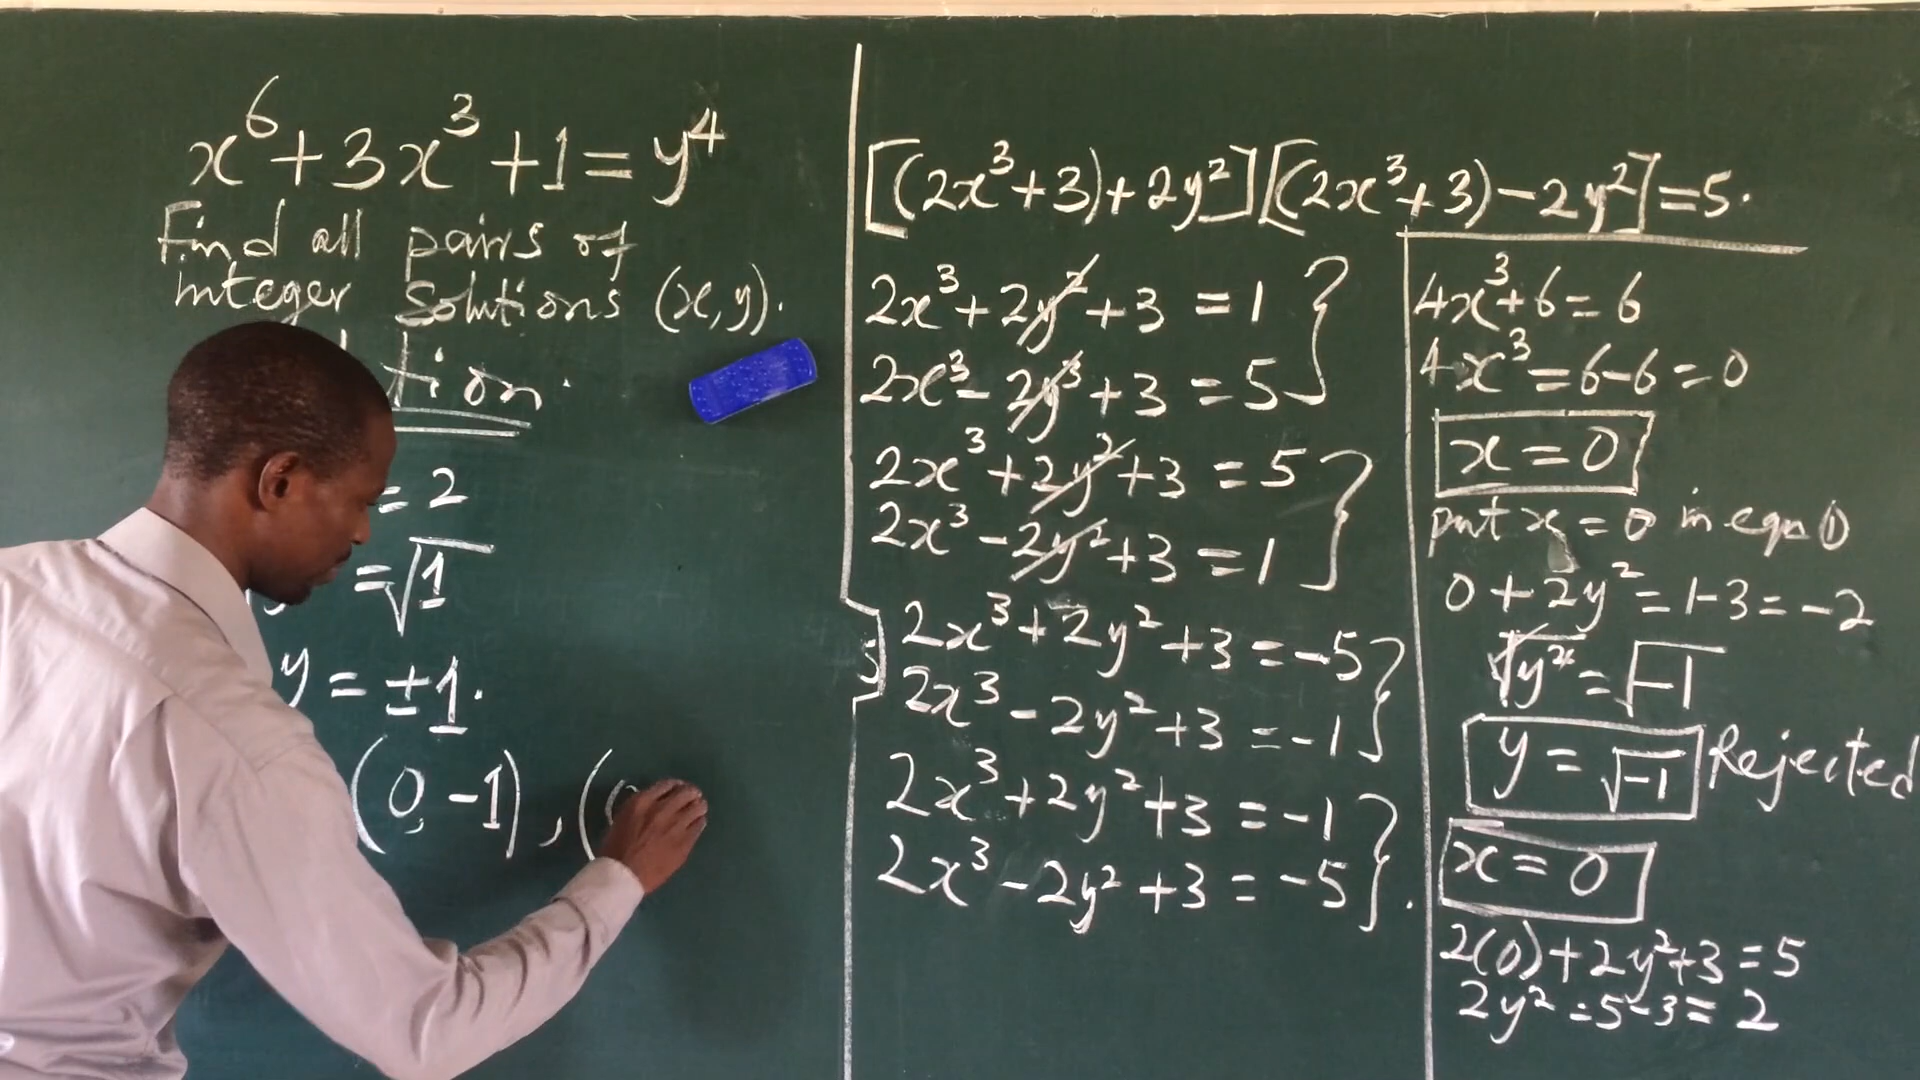 x⁶+3x³+1=y⁴
Find all pairs of
integer solutions (x,y).
tion.
= 2
=√1
y = ±1.
(0,-1), (
[(2x³+3)+2y²][(2x³+3)-2y²]=5.
2x³+2y²+3 = 1
2x³-2y³+3 = 5
2x³+2y²+3 = 5
2x³-2y²+3 = 1
2x³+2y²+3 = -5
2x³-2y²+3 = -1
2x³+2y²+3 = -1
2x³-2y²+3 = -5
4x³+6=6
4x³=6-6=0
x=0
put x=0 in eqn ①
0+2y²=1-3=-2
√y²=√-1
y=√-1 Rejected
x=0
2(0)+2y²+3=5
2y²=5-3=2